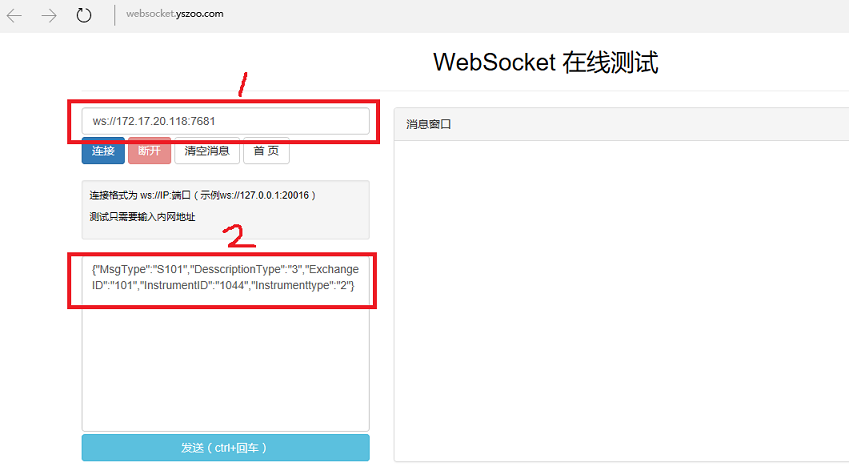 websocket.yszoo.com
WebSocket 在线测试
1
ws://172.17.20.118:7681
连接 断开 清空消息 首 页
消息窗口
连接格式为 ws://IP:端口（示例ws://127.0.0.1:20016）
测试只需要输入内网地址
2
{"MsgType":"S101","DesscriptionType":"3","Exchange
ID":"101","InstrumentID":"1044","Instrumenttype":"2"}
发送（ctrl+回车）